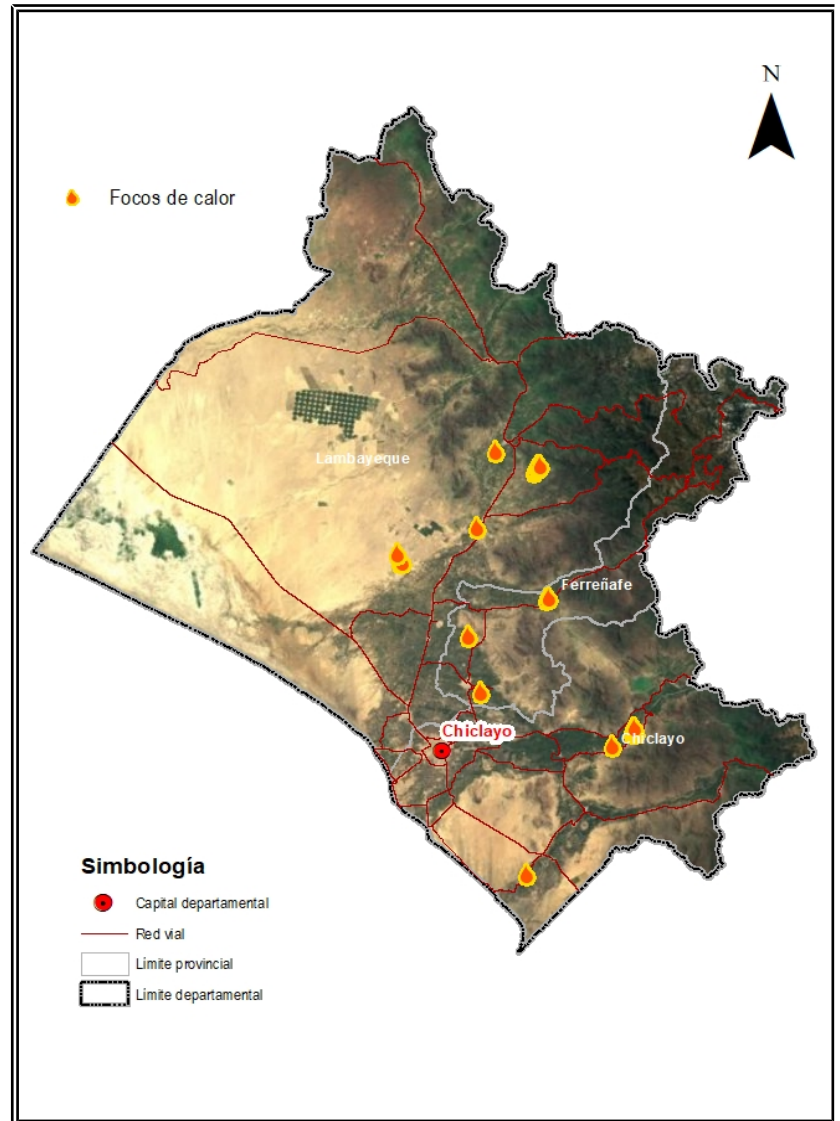 N
Focos de calor
Lambayeque
Ferreñafe
Chiclayo
Chiclayo
Simbología
Capital departamental
Red vial
Limite provincial
Limite departamental